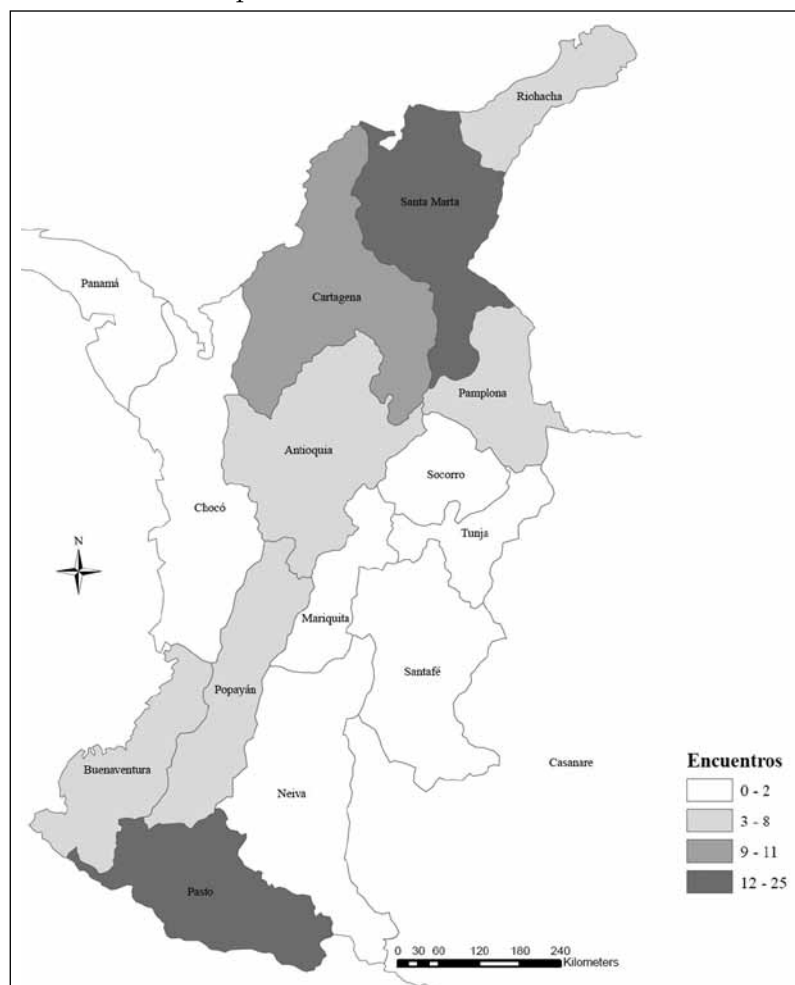 Riohacha
Santa Marta
Panamá
Cartagena
Pamplona
Antioquia
Socorro
Chocó
Tunja
N
Mariquita
Santafé
Popayán
Buenaventura
Casanare
Neiva
Pasto
Encuentros
0 - 2
3 - 8
9 - 11
12 - 25
0 30 60 120 180 240
Kilometers